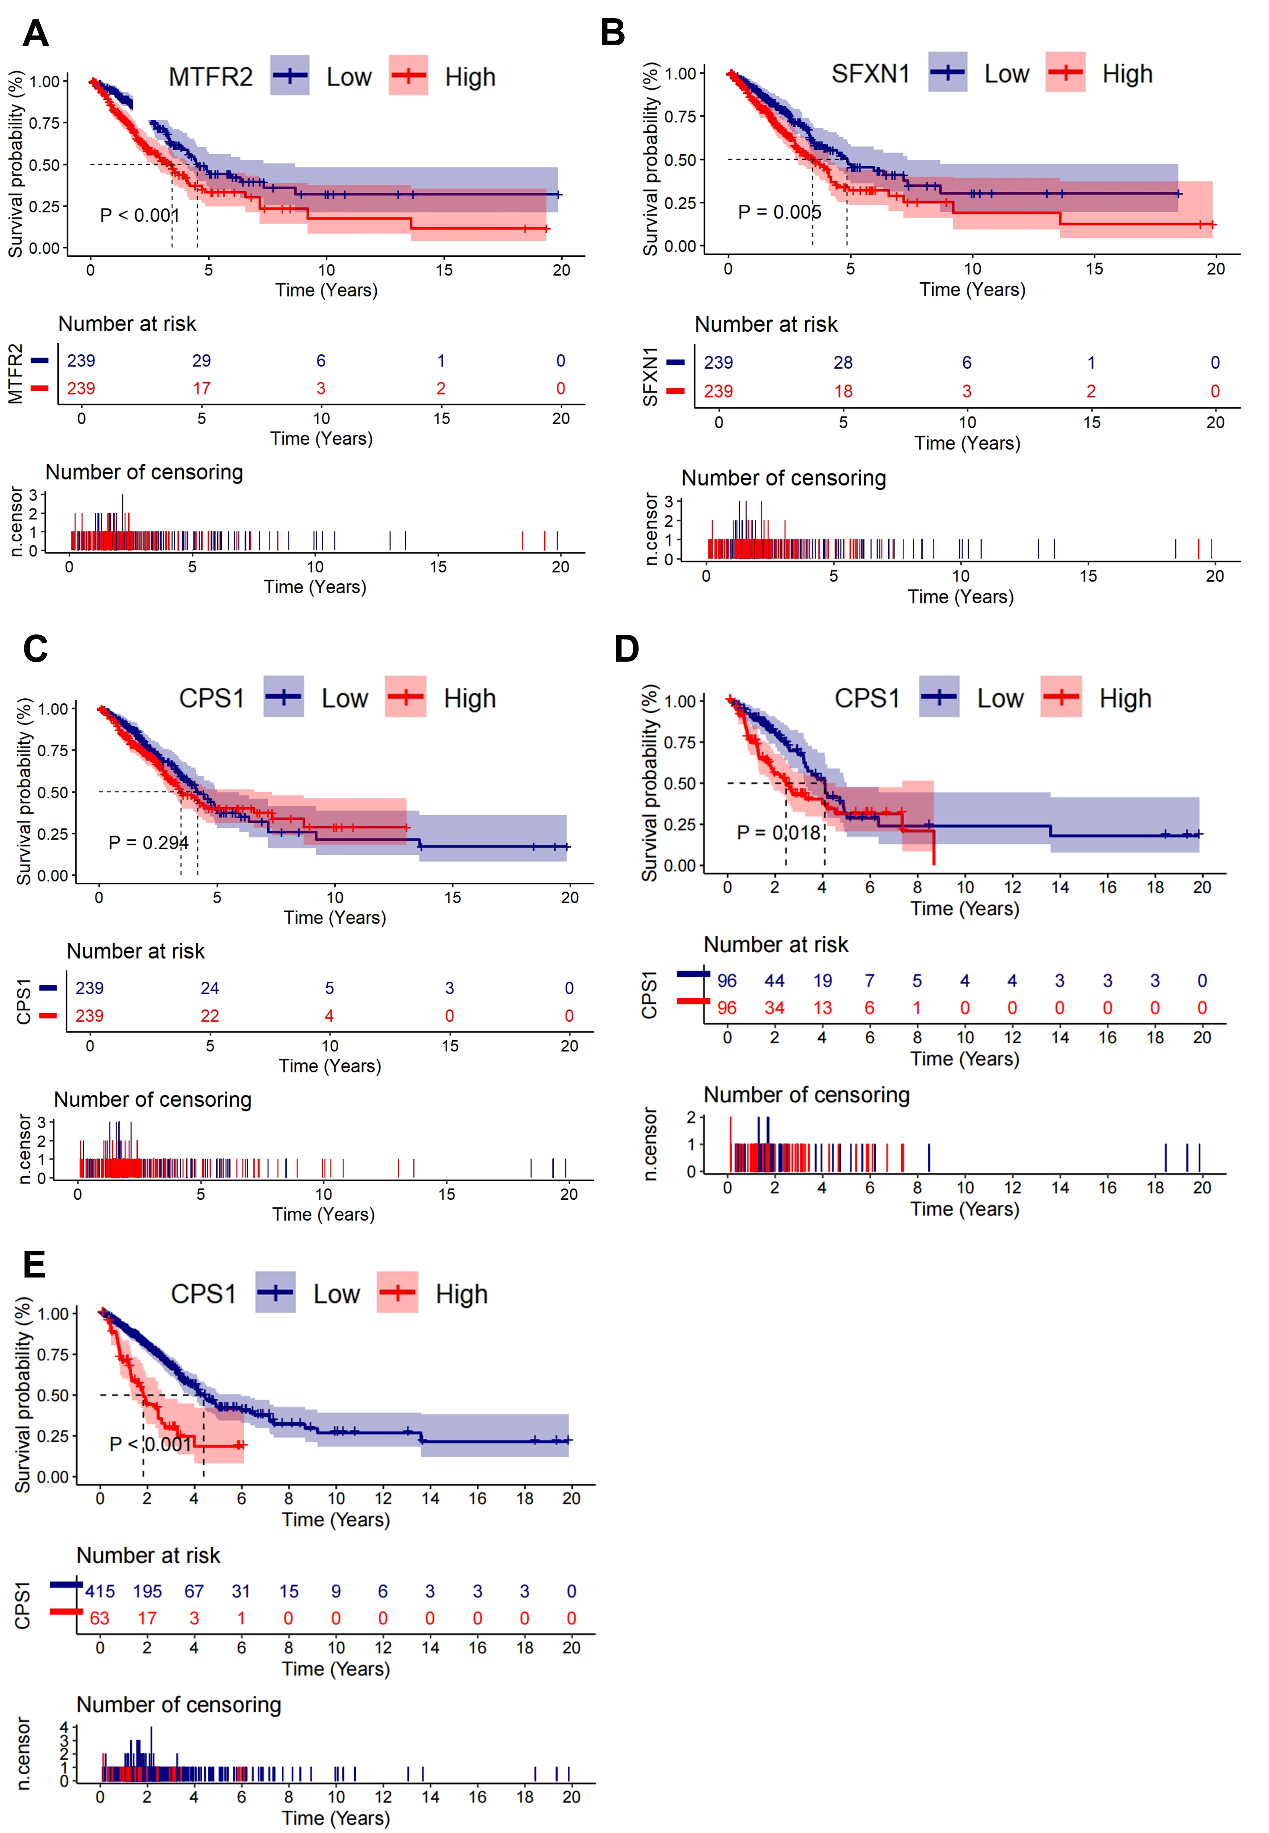 A
MTFR2 Low High
Survival probability (%)
1.00
0.75
0.50
0.25
0.00
P < 0.001
0 5 10 15 20
Time (Years)
Number at risk
MTFR2
239 29 6 1 0
239 17 3 2 0
0 5 10 15 20
Time (Years)
Number of censoring
n.censor
3
2
1
0
0 5 10 15 20
Time (Years)
B
SFXN1 Low High
Survival probability (%)
1.00
0.75
0.50
0.25
0.00
P = 0.005
0 5 10 15 20
Time (Years)
Number at risk
SFXN1
239 28 6 1 0
239 18 3 2 0
0 5 10 15 20
Time (Years)
Number of censoring
n.censor
3
2
1
0
0 5 10 15 20
Time (Years)
C
CPS1 Low High
Survival probability (%)
1.00
0.75
0.50
0.25
0.00
P = 0.294
0 5 10 15 20
Time (Years)
Number at risk
CPS1
239 24 5 3 0
239 22 4 0 0
0 5 10 15 20
Time (Years)
Number of censoring
n.censor
3
2
1
0
0 5 10 15 20
Time (Years)
D
CPS1 Low High
Survival probability (%)
1.00
0.75
0.50
0.25
0.00
P = 0.018
0 2 4 6 8 10 12 14 16 18 20
Time (Years)
Number at risk
CPS1
96 44 19 7 5 4 4 3 3 3 0
96 34 13 6 1 0 0 0 0 0 0
0 2 4 6 8 10 12 14 16 18 20
Time (Years)
Number of censoring
n.censor
2
1
0
0 2 4 6 8 10 12 14 16 18 20
Time (Years)
E
CPS1 Low High
Survival probability (%)
1.00
0.75
0.50
0.25
0.00
P < 0.001
0 2 4 6 8 10 12 14 16 18 20
Time (Years)
Number at risk
CPS1
415 195 67 31 15 9 6 3 3 3 0
63 17 3 1 0 0 0 0 0 0 0
0 2 4 6 8 10 12 14 16 18 20
Time (Years)
Number of censoring
n.censor
4
3
2
1
0
0 2 4 6 8 10 12 14 16 18 20
Time (Years)